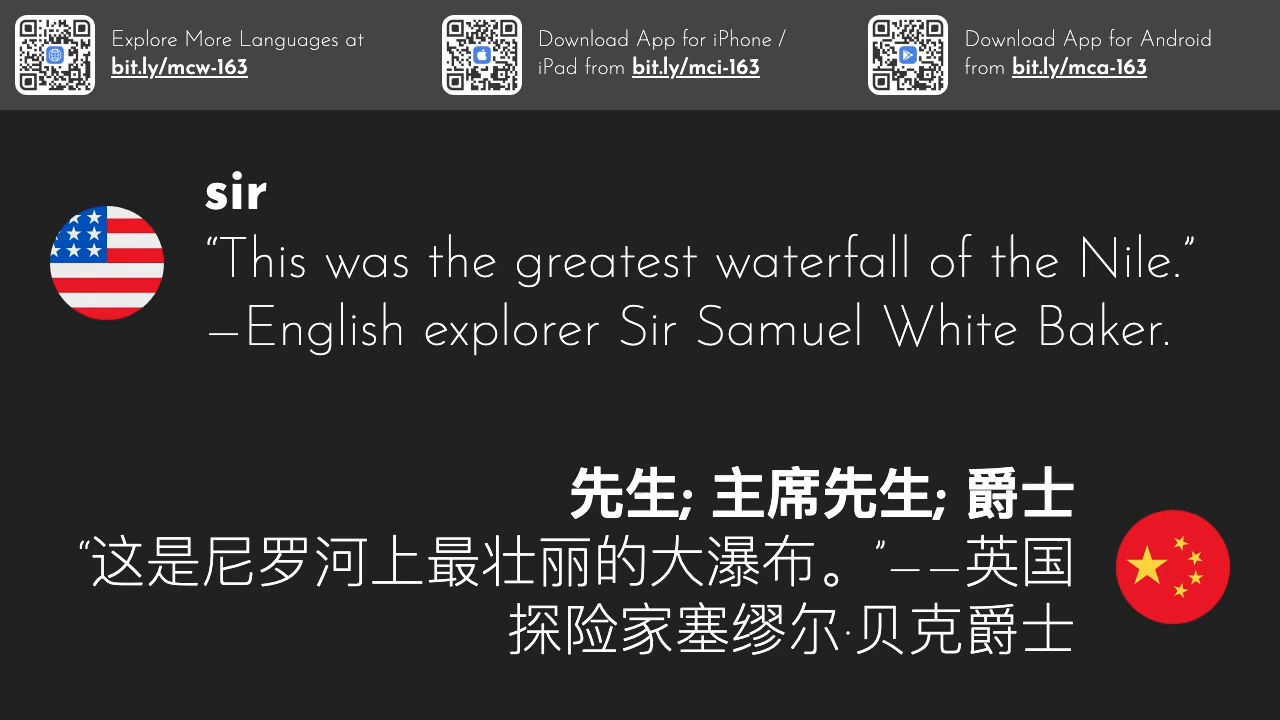 Explore More Languages at
bit.ly/mcw-163
Download App for iPhone /
iPad from bit.ly/mci-163
Download App for Android
from bit.ly/mca-163
sir
“This was the greatest waterfall of the Nile.”
—English explorer Sir Samuel White Baker.
先生; 主席先生; 爵士
“这是尼罗河上最壮丽的大瀑布。”——英国
探险家塞缪尔·贝克爵士